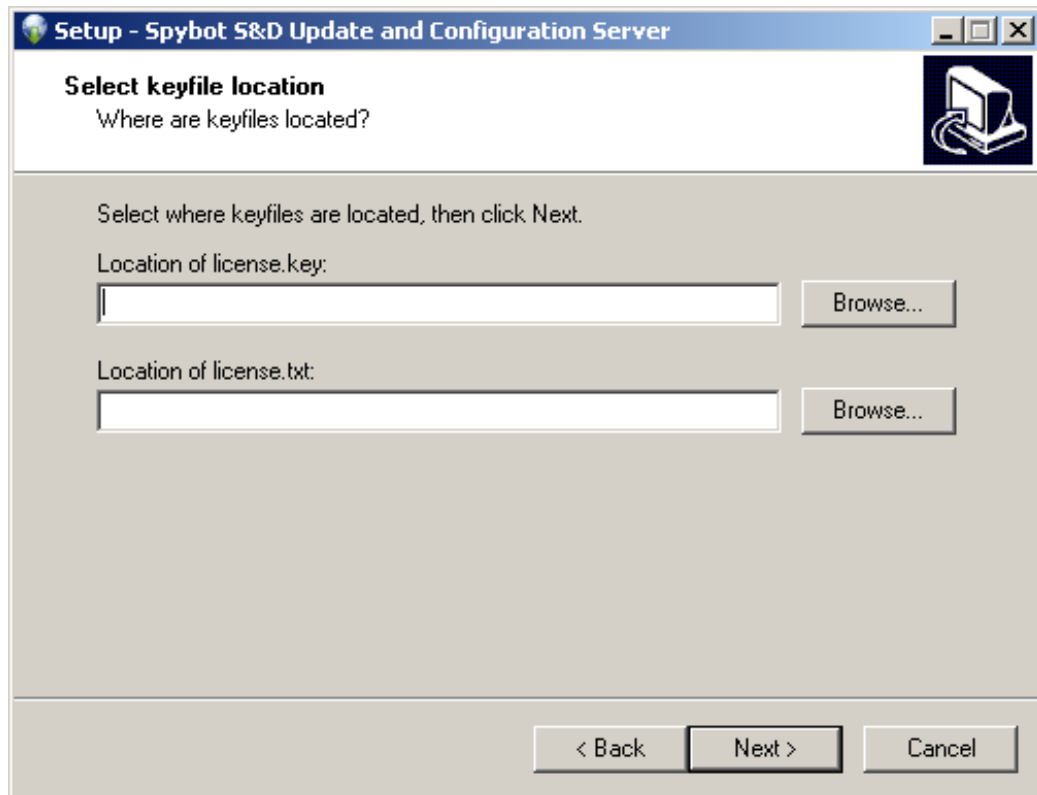 Setup - Spybot S&D Update and Configuration Server
Select keyfile location
Where are keyfiles located?
Select where keyfiles are located, then click Next.
Location of license.key:
Browse...
Location of license.txt:
Browse...
< Back Next > Cancel